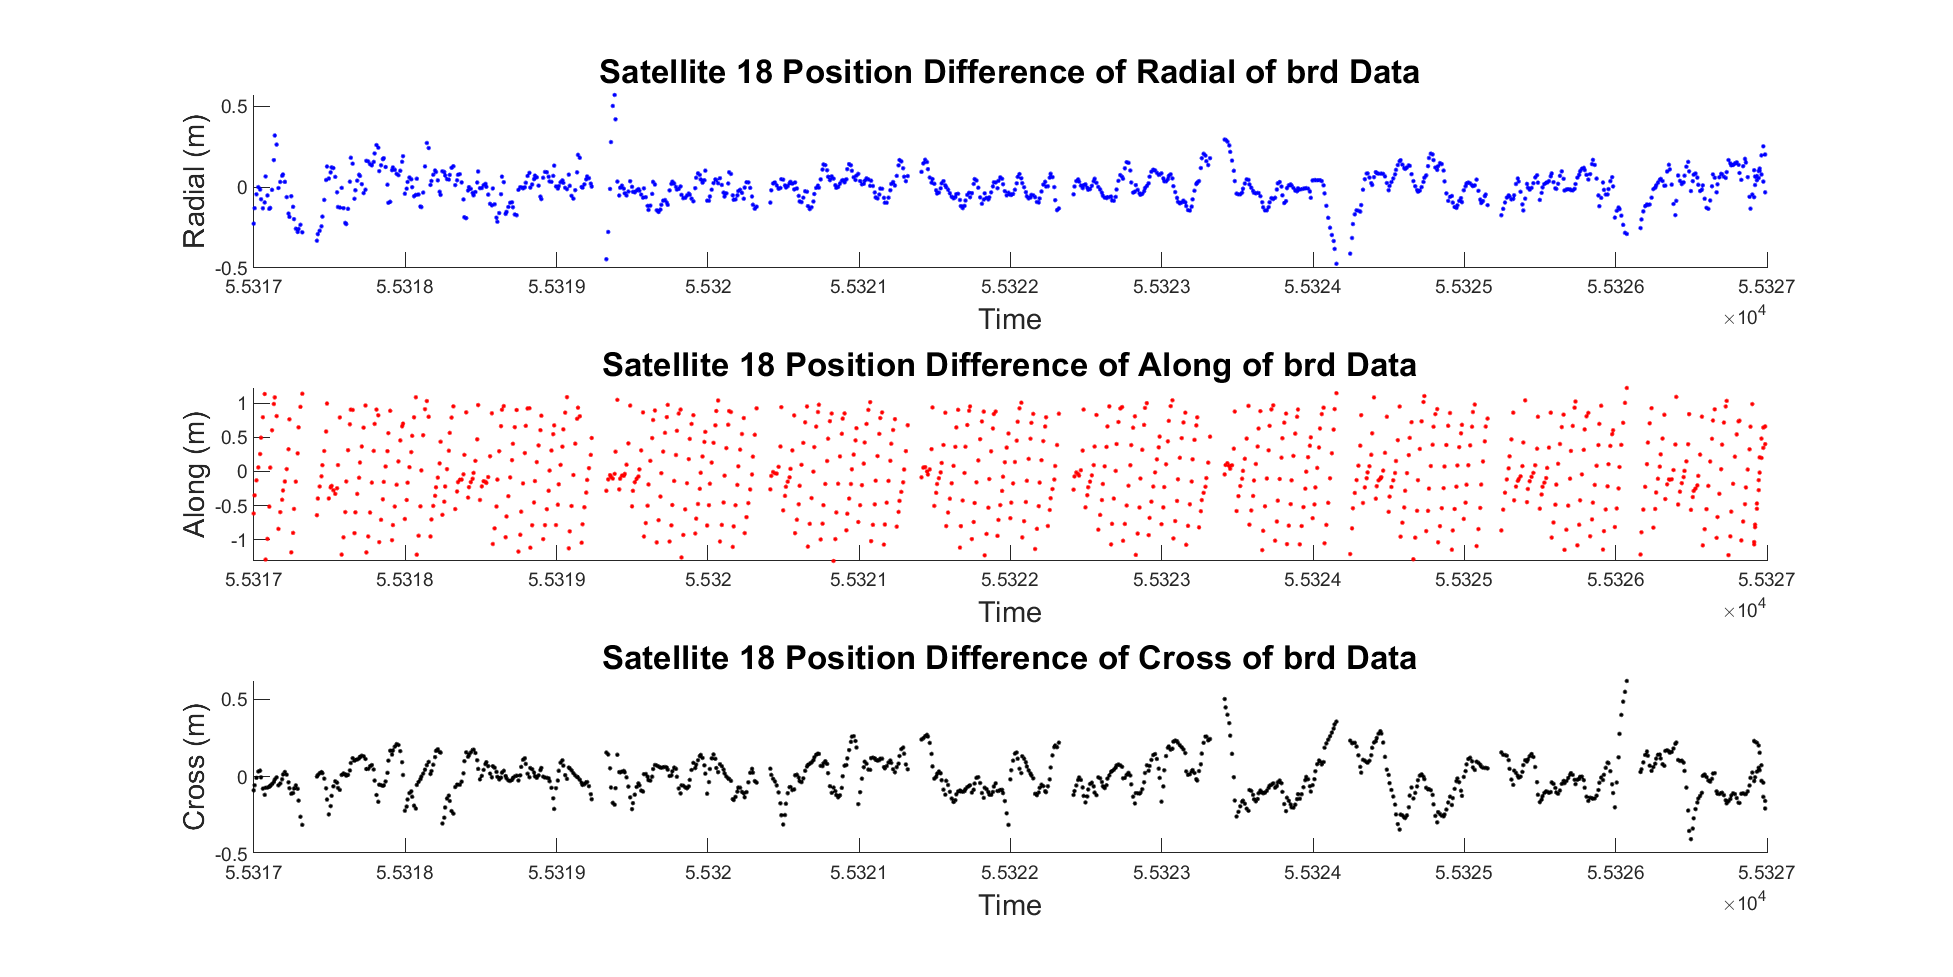 Satellite 18 Position Difference of Radial of brd Data
Radial (m)
0.5
0
-0.5
5.5317 5.5318 5.5319 5.532 5.5321 5.5322 5.5323 5.5324 5.5325 5.5326 5.5327
Time
×10^4
Satellite 18 Position Difference of Along of brd Data
Along (m)
1
0.5
0
-0.5
-1
5.5317 5.5318 5.5319 5.532 5.5321 5.5322 5.5323 5.5324 5.5325 5.5326 5.5327
Time
×10^4
Satellite 18 Position Difference of Cross of brd Data
Cross (m)
0.5
0
-0.5
5.5317 5.5318 5.5319 5.532 5.5321 5.5322 5.5323 5.5324 5.5325 5.5326 5.5327
Time
×10^4